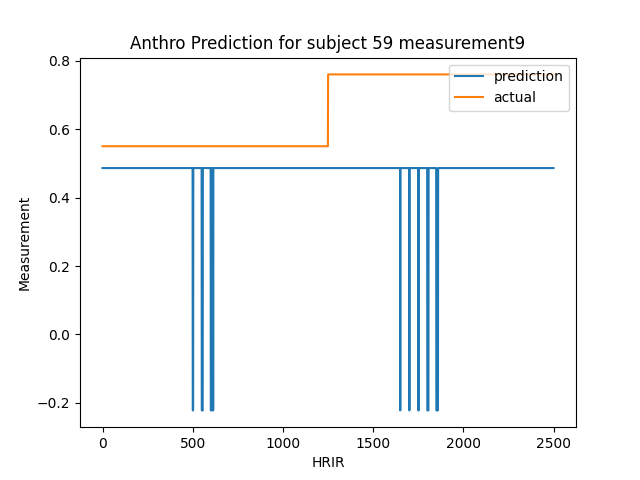 Anthro Prediction for subject 59 measurement9
prediction
actual
0.8
0.6
0.4
0.2
0.0
−0.2
Measurement
0
500
1000
1500
2000
2500
HRIR